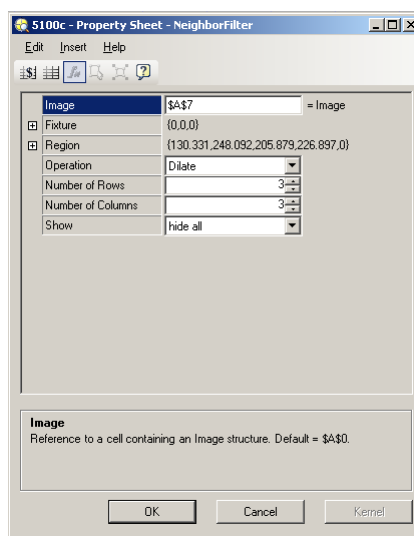 5100c - Property Sheet - NeighborFilter
Edit Insert Help
Image $A$7 = Image
Fixture {0,0,0}
Region {130.331,248.092,205.879,226.897,0}
Operation Dilate
Number of Rows 3
Number of Columns 3
Show hide all
Image
Reference to a cell containing an Image structure. Default = $A$0.
OK Cancel Kernel